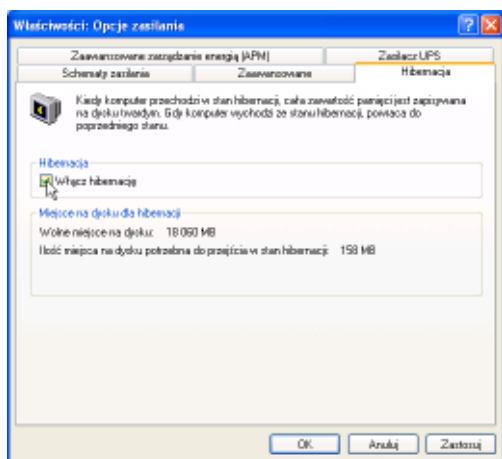 Właściwości: Opcje zasilania
Zaawansowane zarządzanie energią (APM)
Zasilacz UPS
Schematy zasilania
Zaawansowane
Hibernacja
Kiedy komputer przechodzi w stan hibernacji, cała zawartość pamięci jest zapisywana
na dysku twardym. Gdy komputer wychodzi ze stanu hibernacji, powraca do
poprzedniego stanu.
Hibernacja
Włącz hibernację
Miejsce na dysku dla hibernacji
Wolne miejsce na dysku: 18 060 MB
Ilość miejsca na dysku potrzebna do przejścia w stan hibernacji: 158 MB
OK
Anuluj
Zastosuj